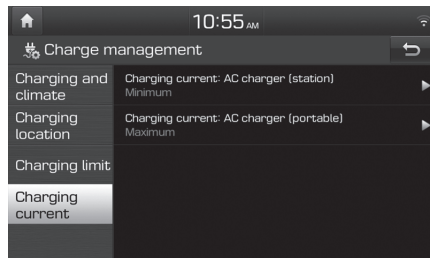 10:55 AM
Charge management
Charging and
climate
Charging current: AC charger (station)
Minimum
Charging
location
Charging current: AC charger (portable)
Maximum
Charging limit
Charging
current